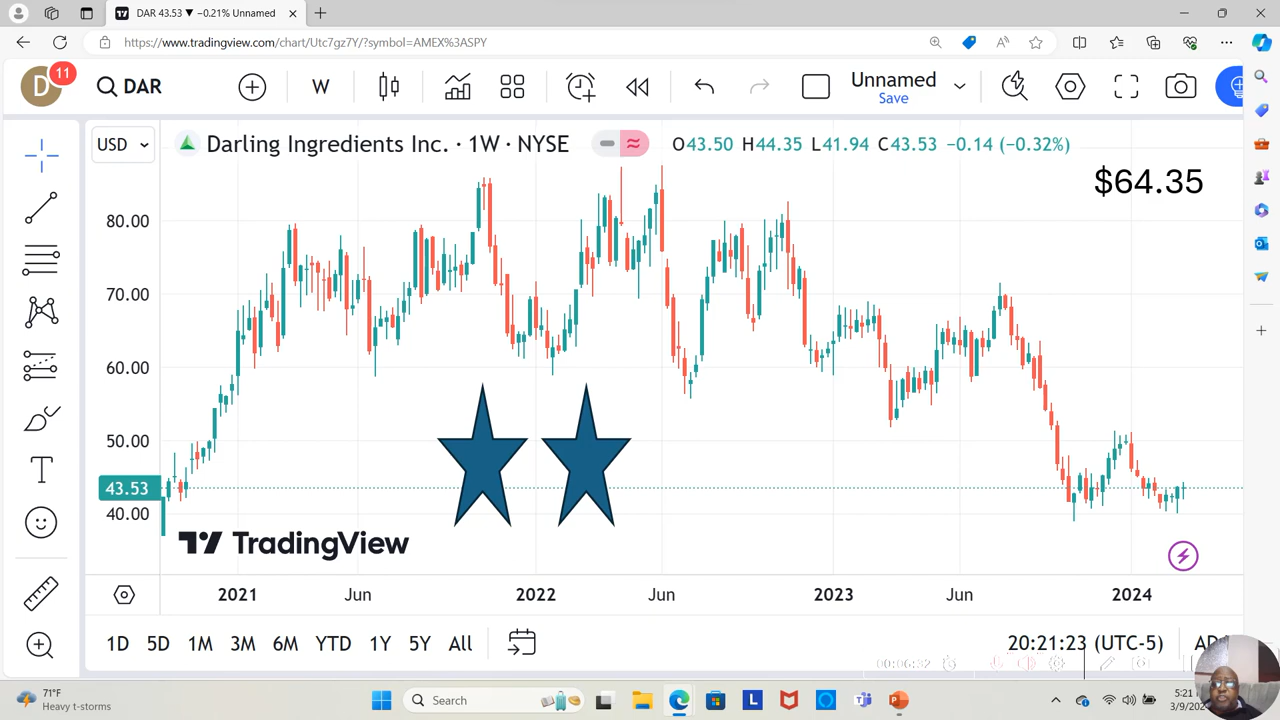 DAR 43.53 ▼ −0.21% Unnamed
https://www.tradingview.com/chart/Utc7gz7Y/?symbol=AMEX%3ASPY
D
11
DAR
W
Unnamed
Save
USD
Darling Ingredients Inc. · 1W · NYSE
O43.50 H44.35 L41.94 C43.53 −0.14 (−0.32%)
$64.35
80.00
70.00
60.00
50.00
43.53
40.00
TradingView
2021 Jun 2022 Jun 2023 Jun 2024
1D 5D 1M 3M 6M YTD 1Y 5Y All
20:21:23 (UTC-5)
00:06:32
71°F
Heavy t-storms
Search
5:21
3/9/202